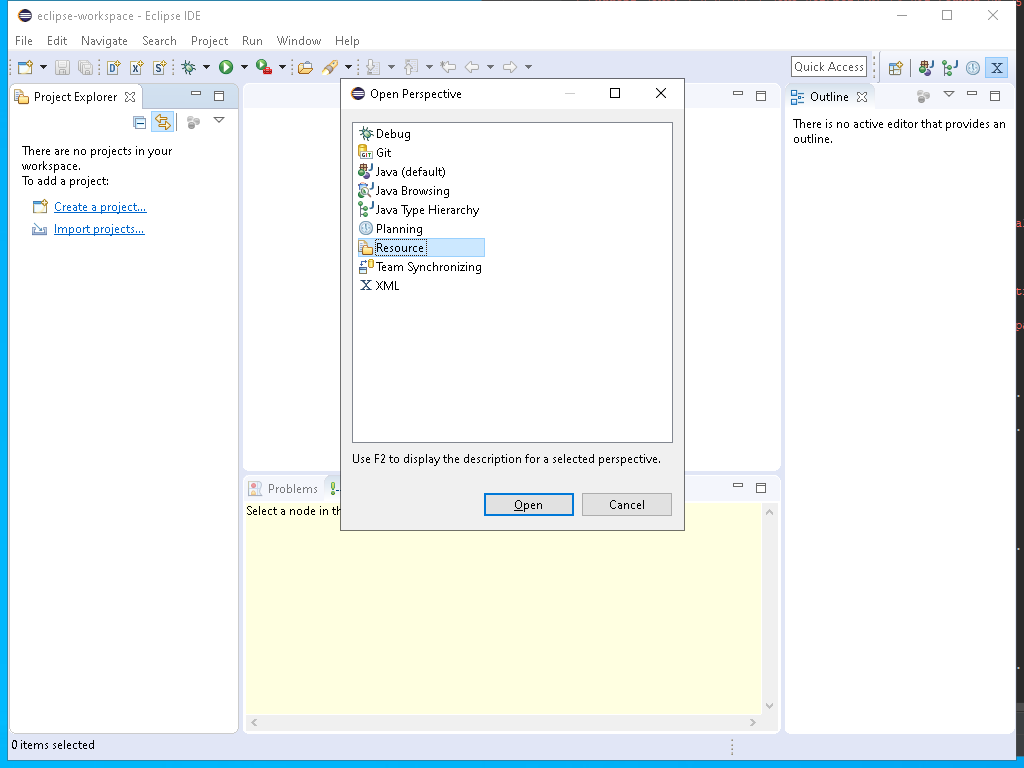 eclipse-workspace - Eclipse IDE
File Edit Navigate Search Project Run Window Help
Quick Access
Project Explorer
There are no projects in your
workspace.
To add a project:
Create a project...
Import projects...
Open Perspective
Debug
Git
Java (default)
Java Browsing
Java Type Hierarchy
Planning
Resource
Team Synchronizing
XML
Use F2 to display the description for a selected perspective.
Open
Cancel
Outline
There is no active editor that provides an
outline.
Problems
Select a node in th
0 items selected